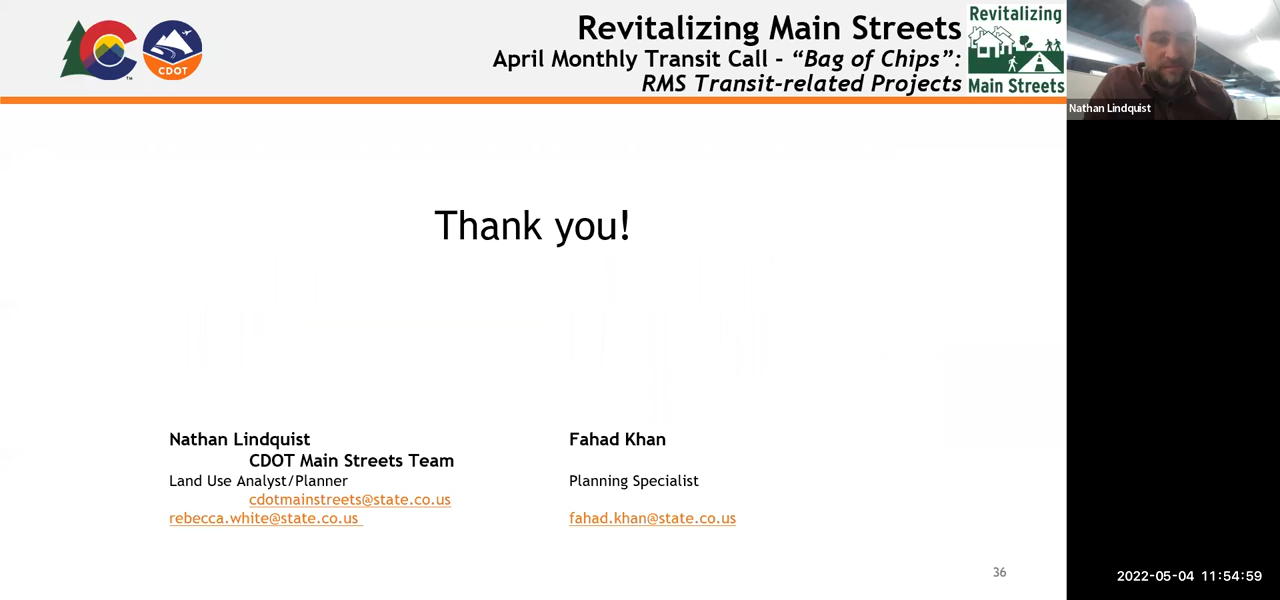 Revitalizing Main Streets
April Monthly Transit Call - “Bag of Chips”:
RMS Transit-related Projects
Revitalizing
Main Streets
CDOT
TM
Nathan Lindquist
Thank you!
Nathan Lindquist
CDOT Main Streets Team
Land Use Analyst/Planner
cdotmainstreets@state.co.us
rebecca.white@state.co.us
Fahad Khan
Planning Specialist
fahad.khan@state.co.us
36
2022-05-04 11:54:59